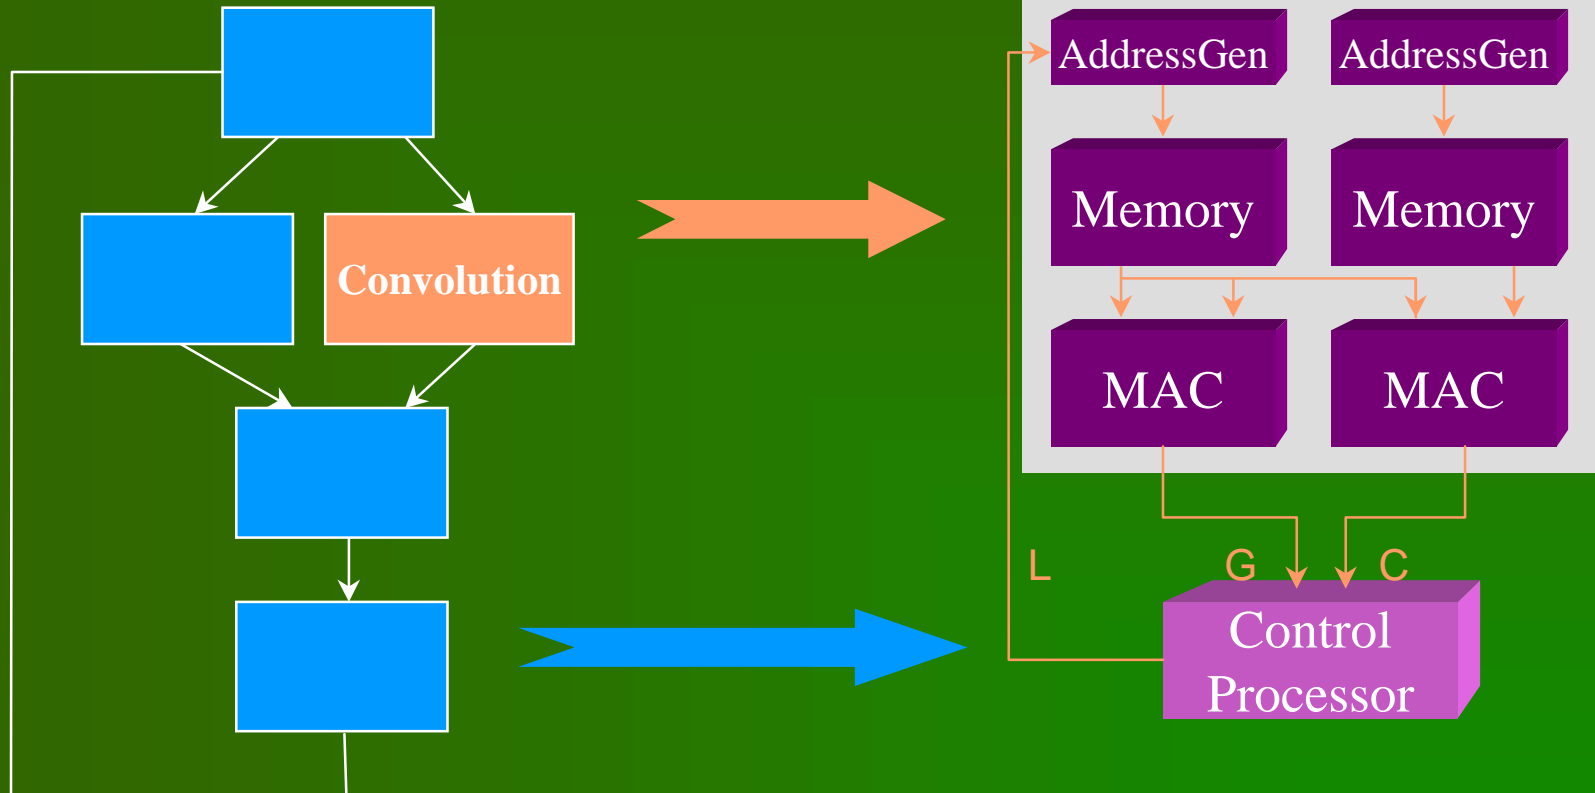 AddressGen
AddressGen
Memory
Memory
Convolution
MAC
MAC
L
G
C
Control
Processor